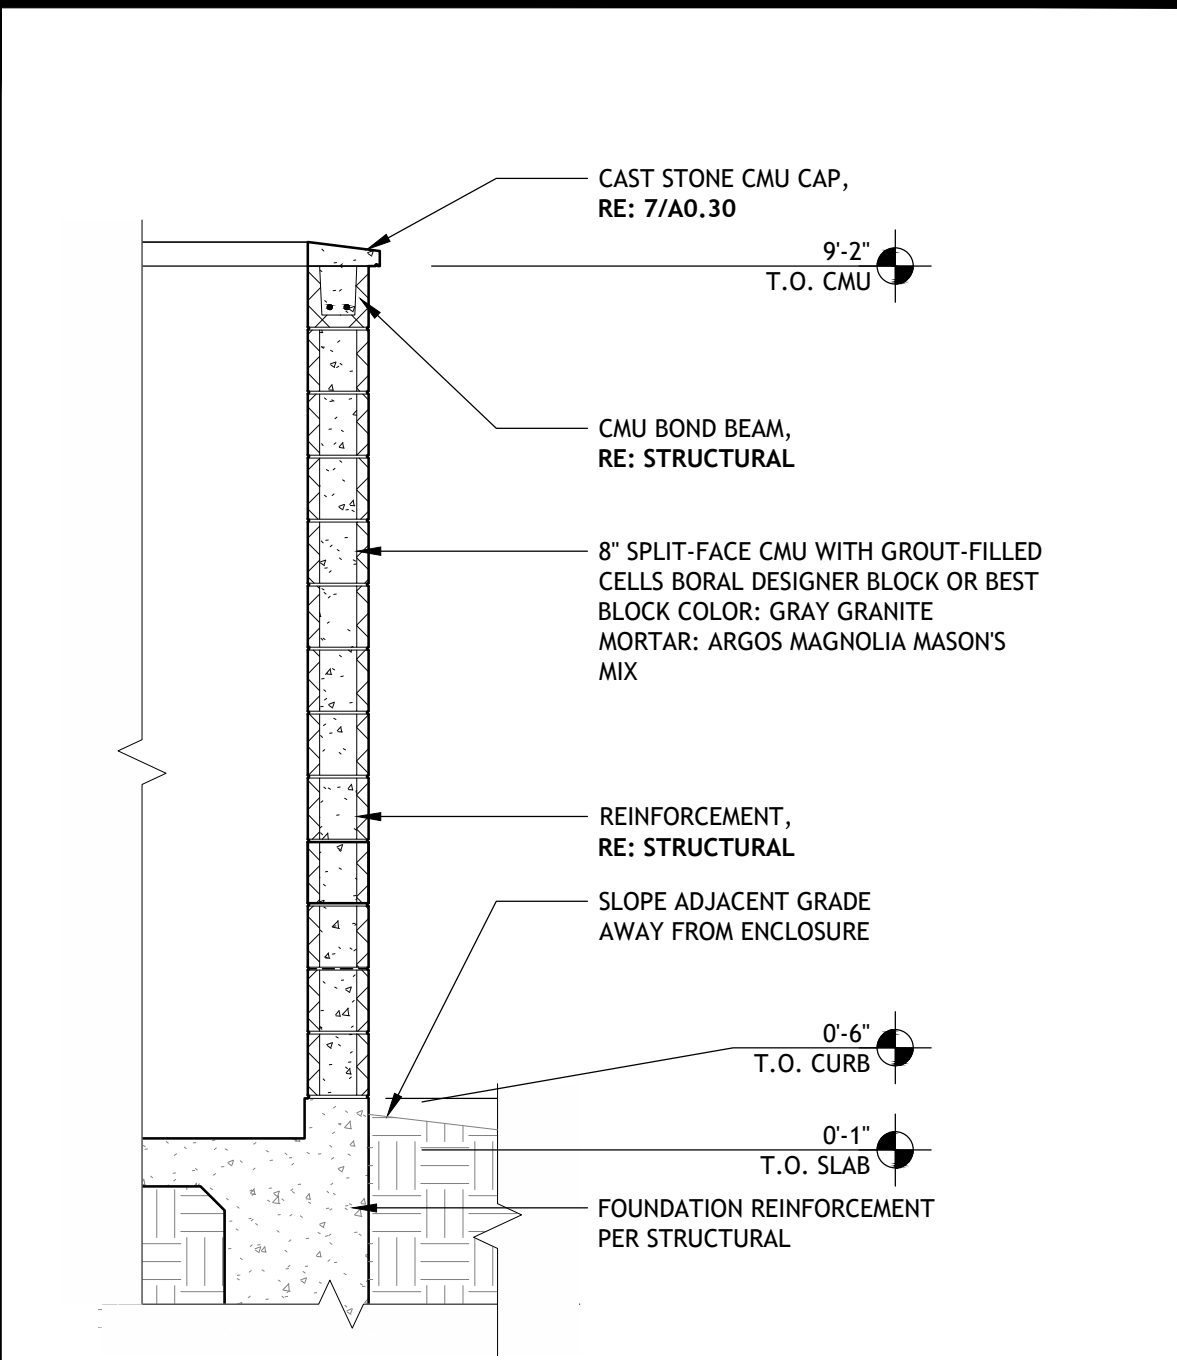 CAST STONE CMU CAP,
RE: 7/A0.30
9'-2"
T.O. CMU
CMU BOND BEAM,
RE: STRUCTURAL
8" SPLIT-FACE CMU WITH GROUT-FILLED
CELLS BORAL DESIGNER BLOCK OR BEST
BLOCK COLOR: GRAY GRANITE
MORTAR: ARGOS MAGNOLIA MASON'S
MIX
REINFORCEMENT,
RE: STRUCTURAL
SLOPE ADJACENT GRADE
AWAY FROM ENCLOSURE
0'-6"
T.O. CURB
0'-1"
T.O. SLAB
FOUNDATION REINFORCEMENT
PER STRUCTURAL